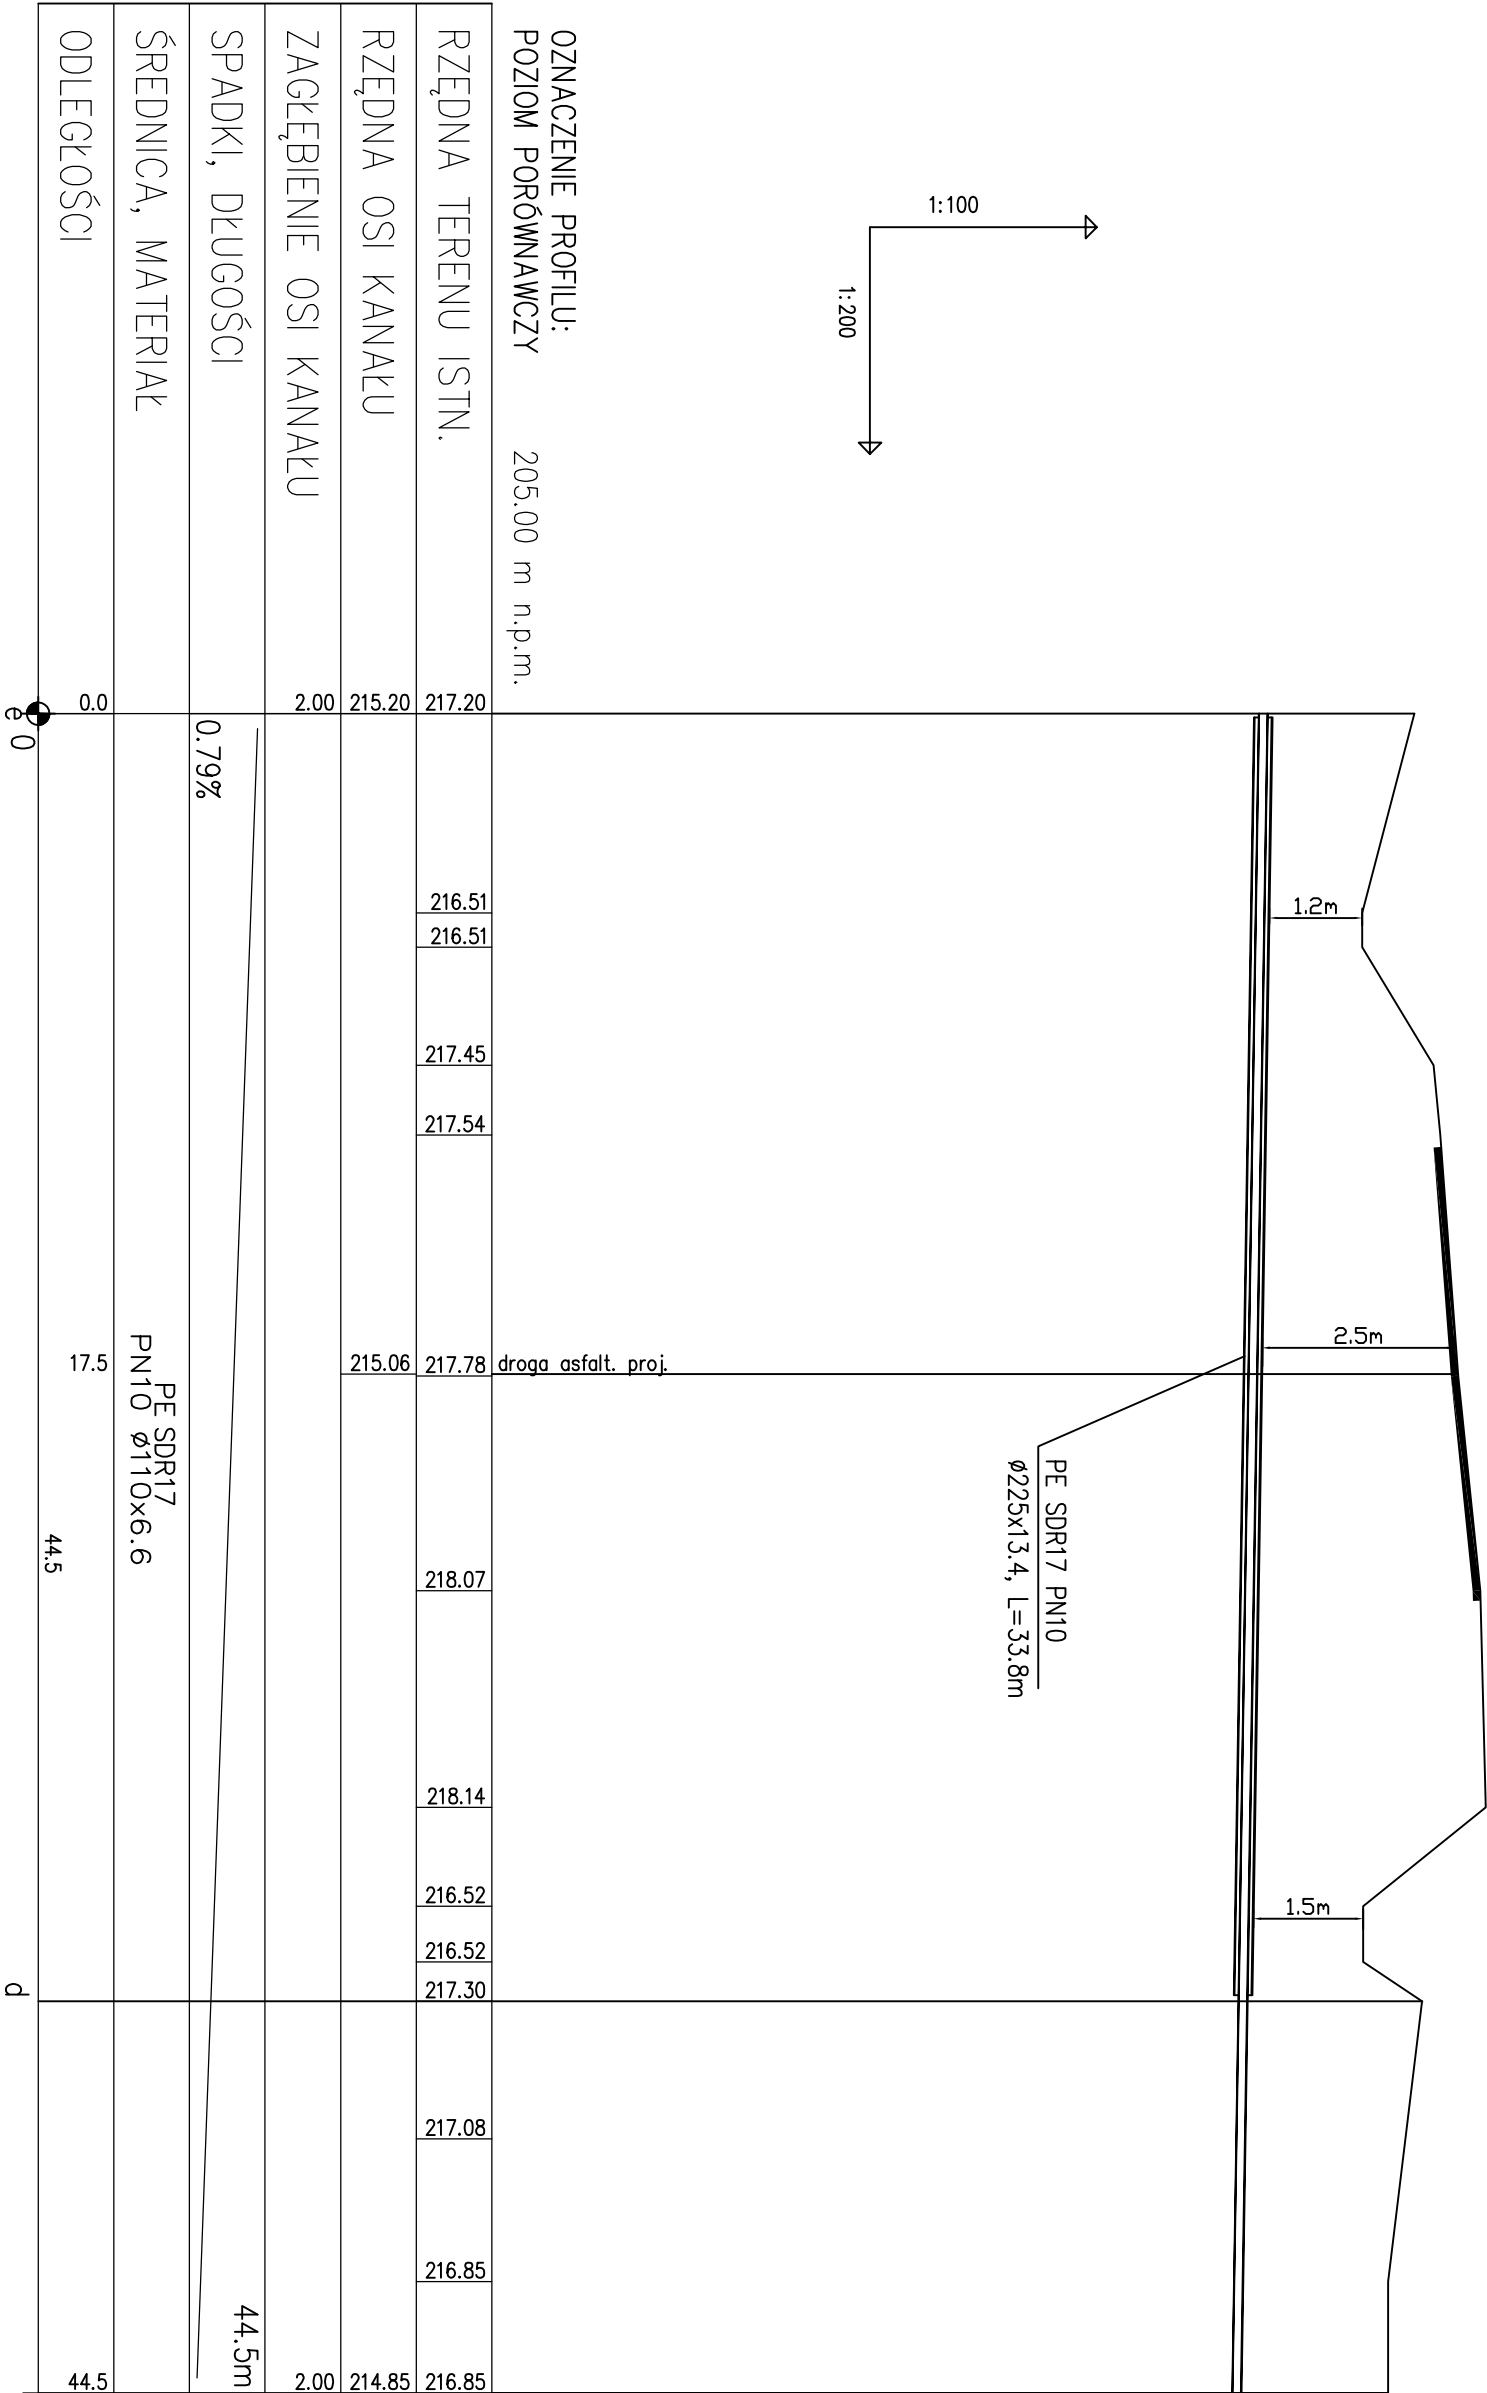 1:100
1:200
OZNACZENIE PROFILU:
POZIOM PORÓWNAWCZY 205.00 m n.p.m.
1.2m
2.5m
1.5m
PE SDR17 PN10
ø225x13.4, L=33.8m
droga asfalt. proj.
RZĘDNA TERENU ISTN. 217.20 216.51 216.51 217.45 217.54 217.78 218.07 218.14 216.52 216.52 217.30 217.08 216.85 216.85
RZĘDNA OSI KANAŁU 215.20 215.06 214.85
ZAGŁĘBIENIE OSI KANAŁU 2.00 2.00
SPADKI, DŁUGOŚCI 0.79% 44.5m
ŚREDNICA, MATERIAŁ PE SDR17
PN10 ø110x6.6
ODLEGŁOŚCI 0.0 17.5 44.5
44.5
e 0 d